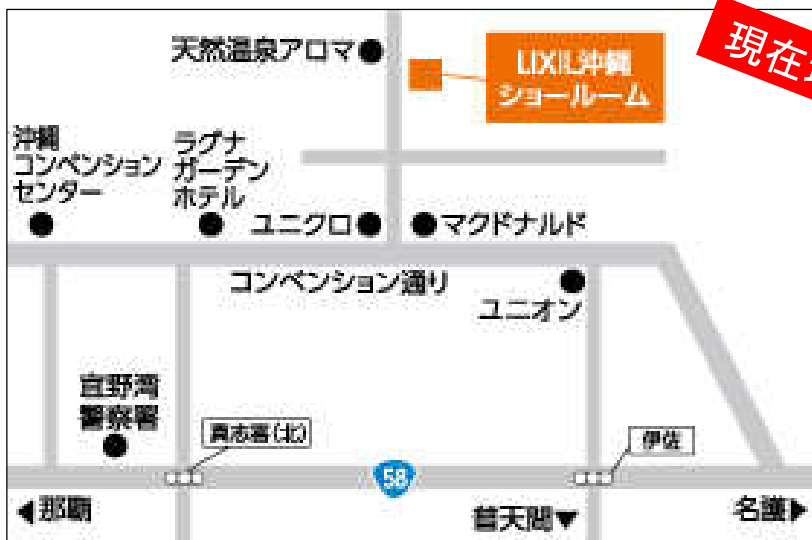 天然温泉アロマ
LIXIL沖縄
ショールーム
現在
沖縄
コンベンション
センター
ラグナ
ガーデン
ホテル
ユニクロ
マクドナルド
コンベンション通り
ユニオン
宜野湾
警察署
真志喜(北)
伊佐
58
那覇
普天間
名護